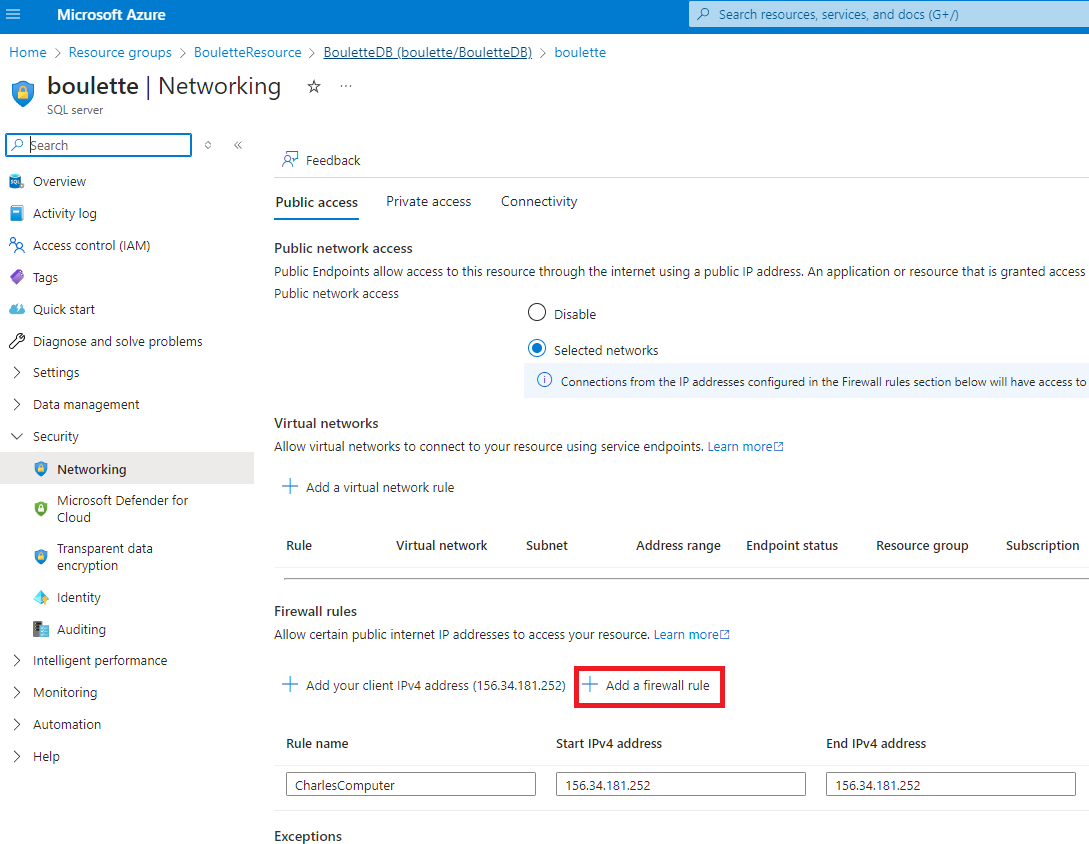 Microsoft Azure
Search resources, services, and docs (G+/)
Home > Resource groups > BouletteResource > BouletteDB (boulette/BouletteDB) > boulette
boulette | Networking
SQL server
Search
Overview
Activity log
Access control (IAM)
Tags
Quick start
Diagnose and solve problems
Settings
Data management
Security
Networking
Microsoft Defender for
Cloud
Transparent data
encryption
Identity
Auditing
Intelligent performance
Monitoring
Automation
Help
Feedback
Public access Private access Connectivity
Public network access
Public Endpoints allow access to this resource through the internet using a public IP address. An application or resource that is granted access
Public network access
Disable
Selected networks
Connections from the IP addresses configured in the Firewall rules section below will have access to
Virtual networks
Allow virtual networks to connect to your resource using service endpoints. Learn more
+ Add a virtual network rule
Rule Virtual network Subnet Address range Endpoint status Resource group Subscription
Firewall rules
Allow certain public internet IP addresses to access your resource. Learn more
+ Add your client IPv4 address (156.34.181.252) + Add a firewall rule
Rule name Start IPv4 address End IPv4 address
CharlesComputer 156.34.181.252 156.34.181.252
Exceptions